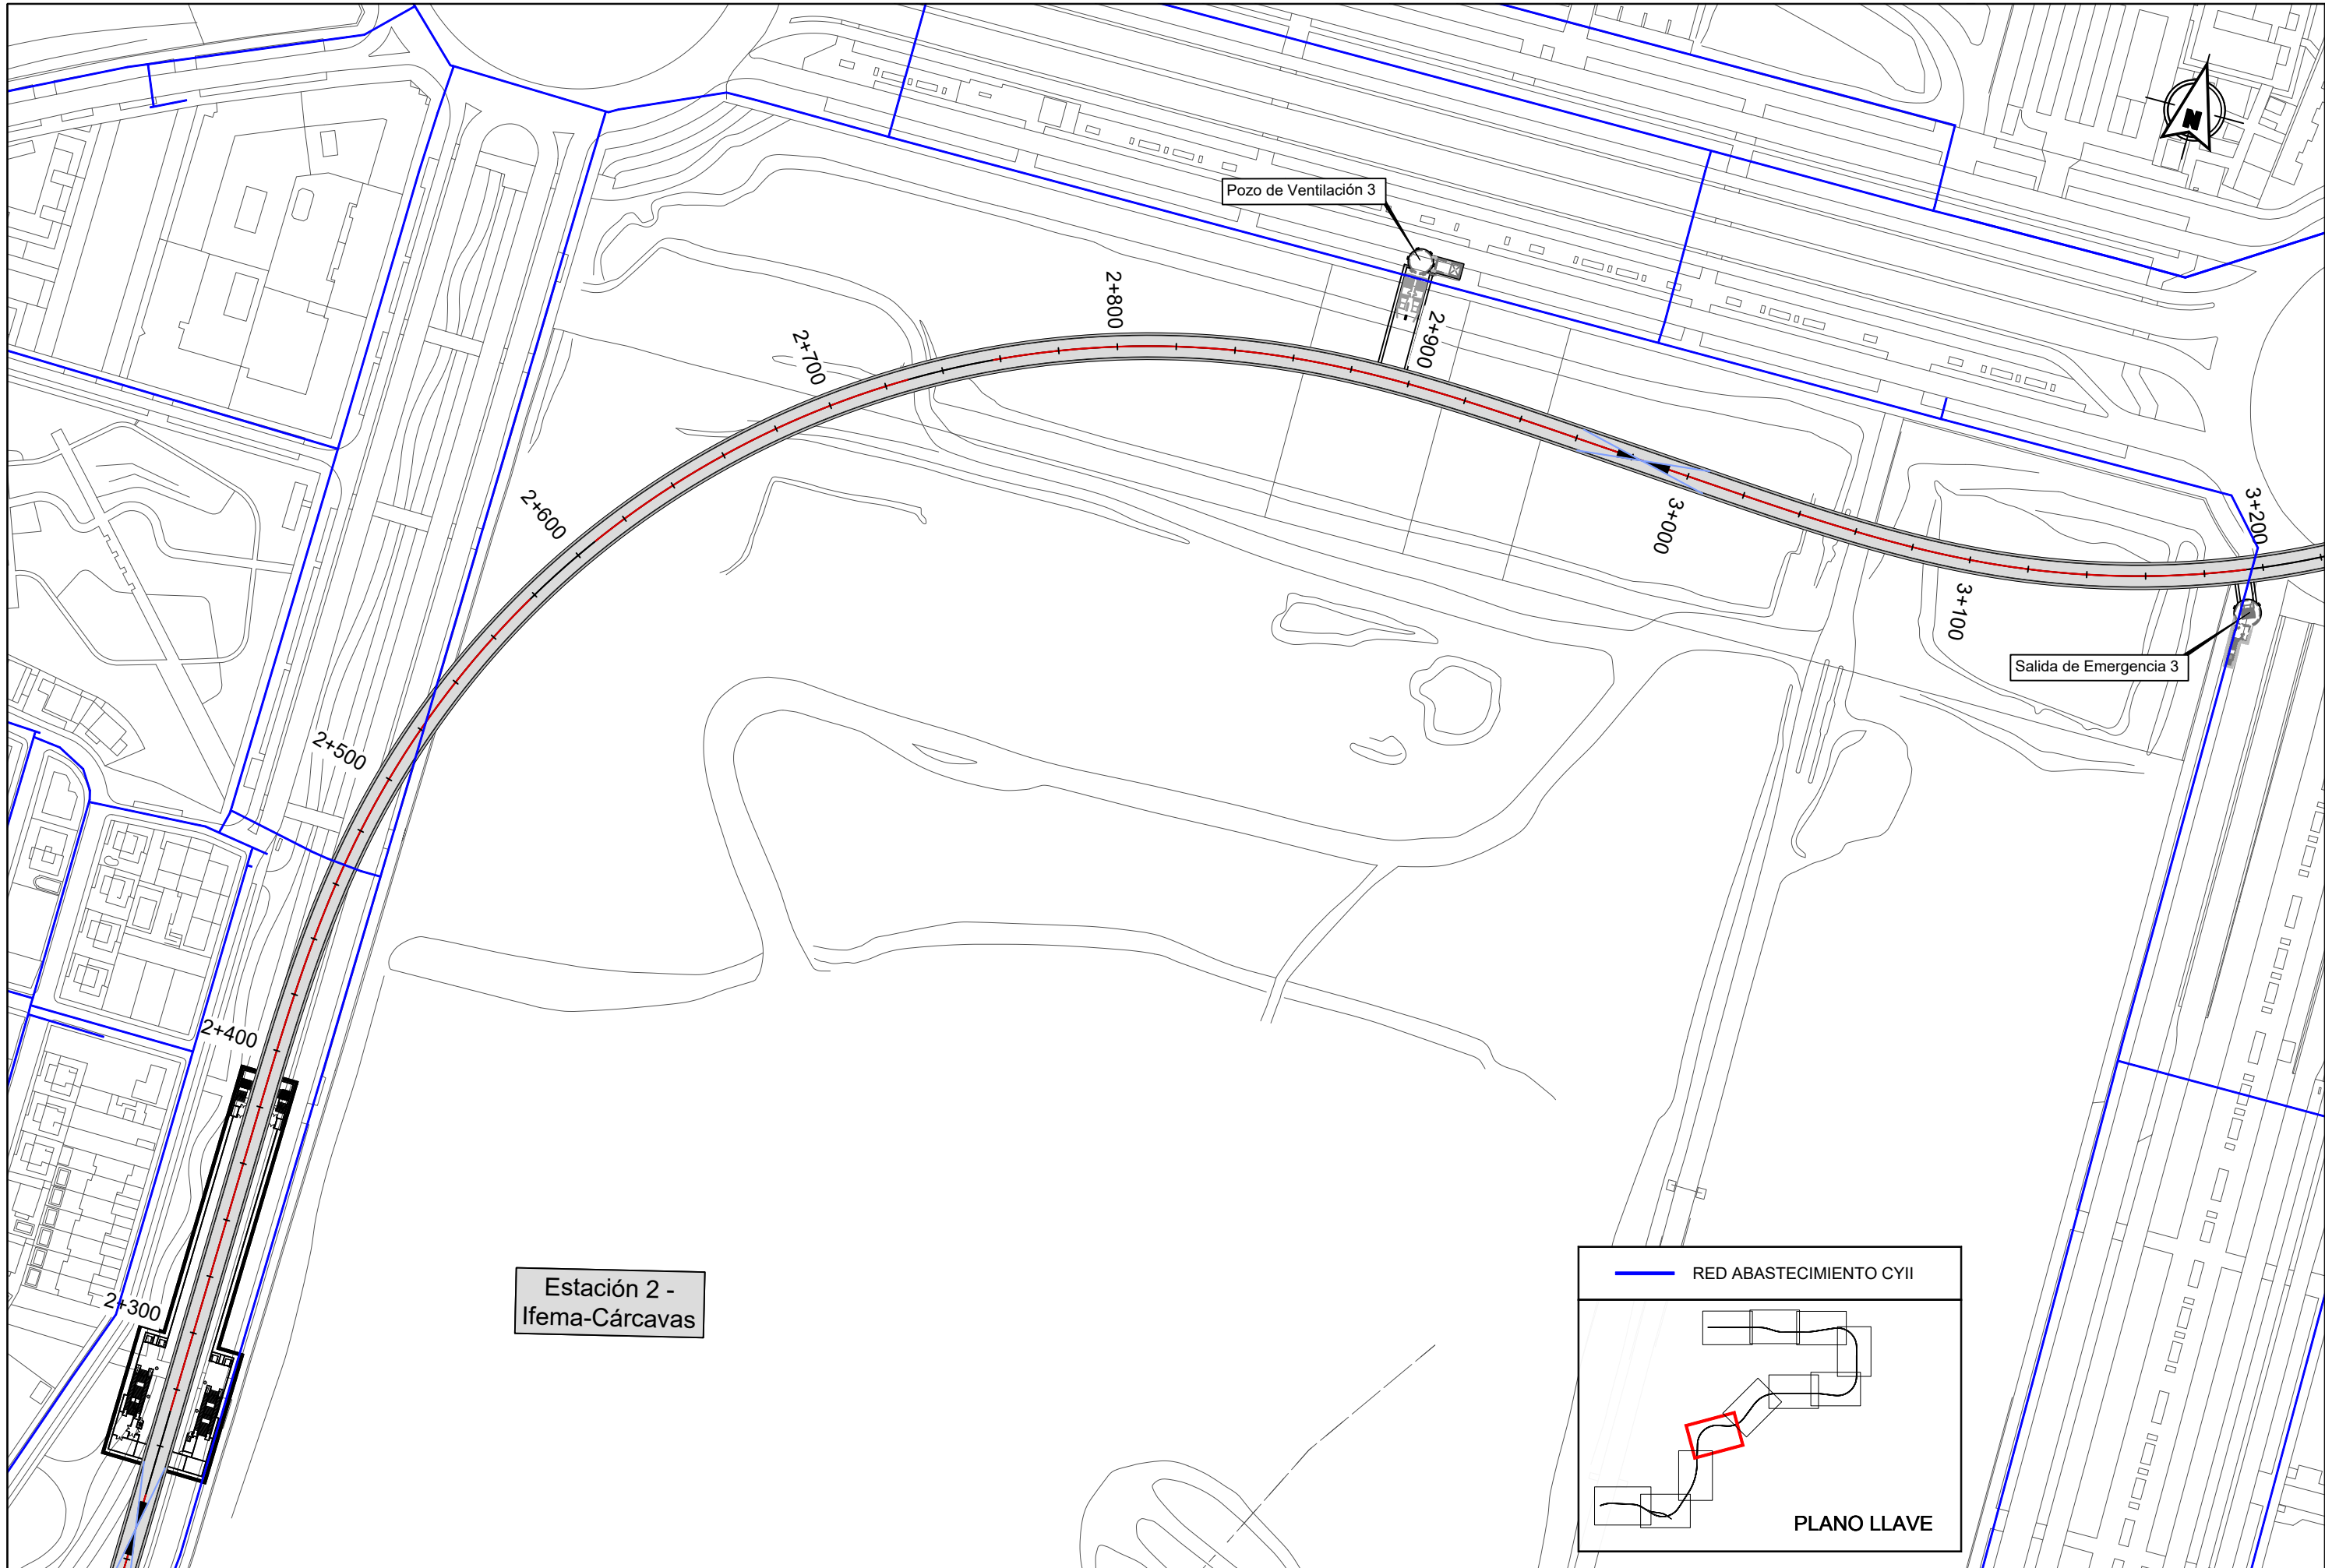 N
Pozo de Ventilación 3
2+800
2+900
2+700
2+600
3+000
3+200
3+100
Salida de Emergencia 3
2+500
2+400
2+300
Estación 2 -
Ifema-Cárcavas
RED ABASTECIMIENTO CYII
PLANO LLAVE